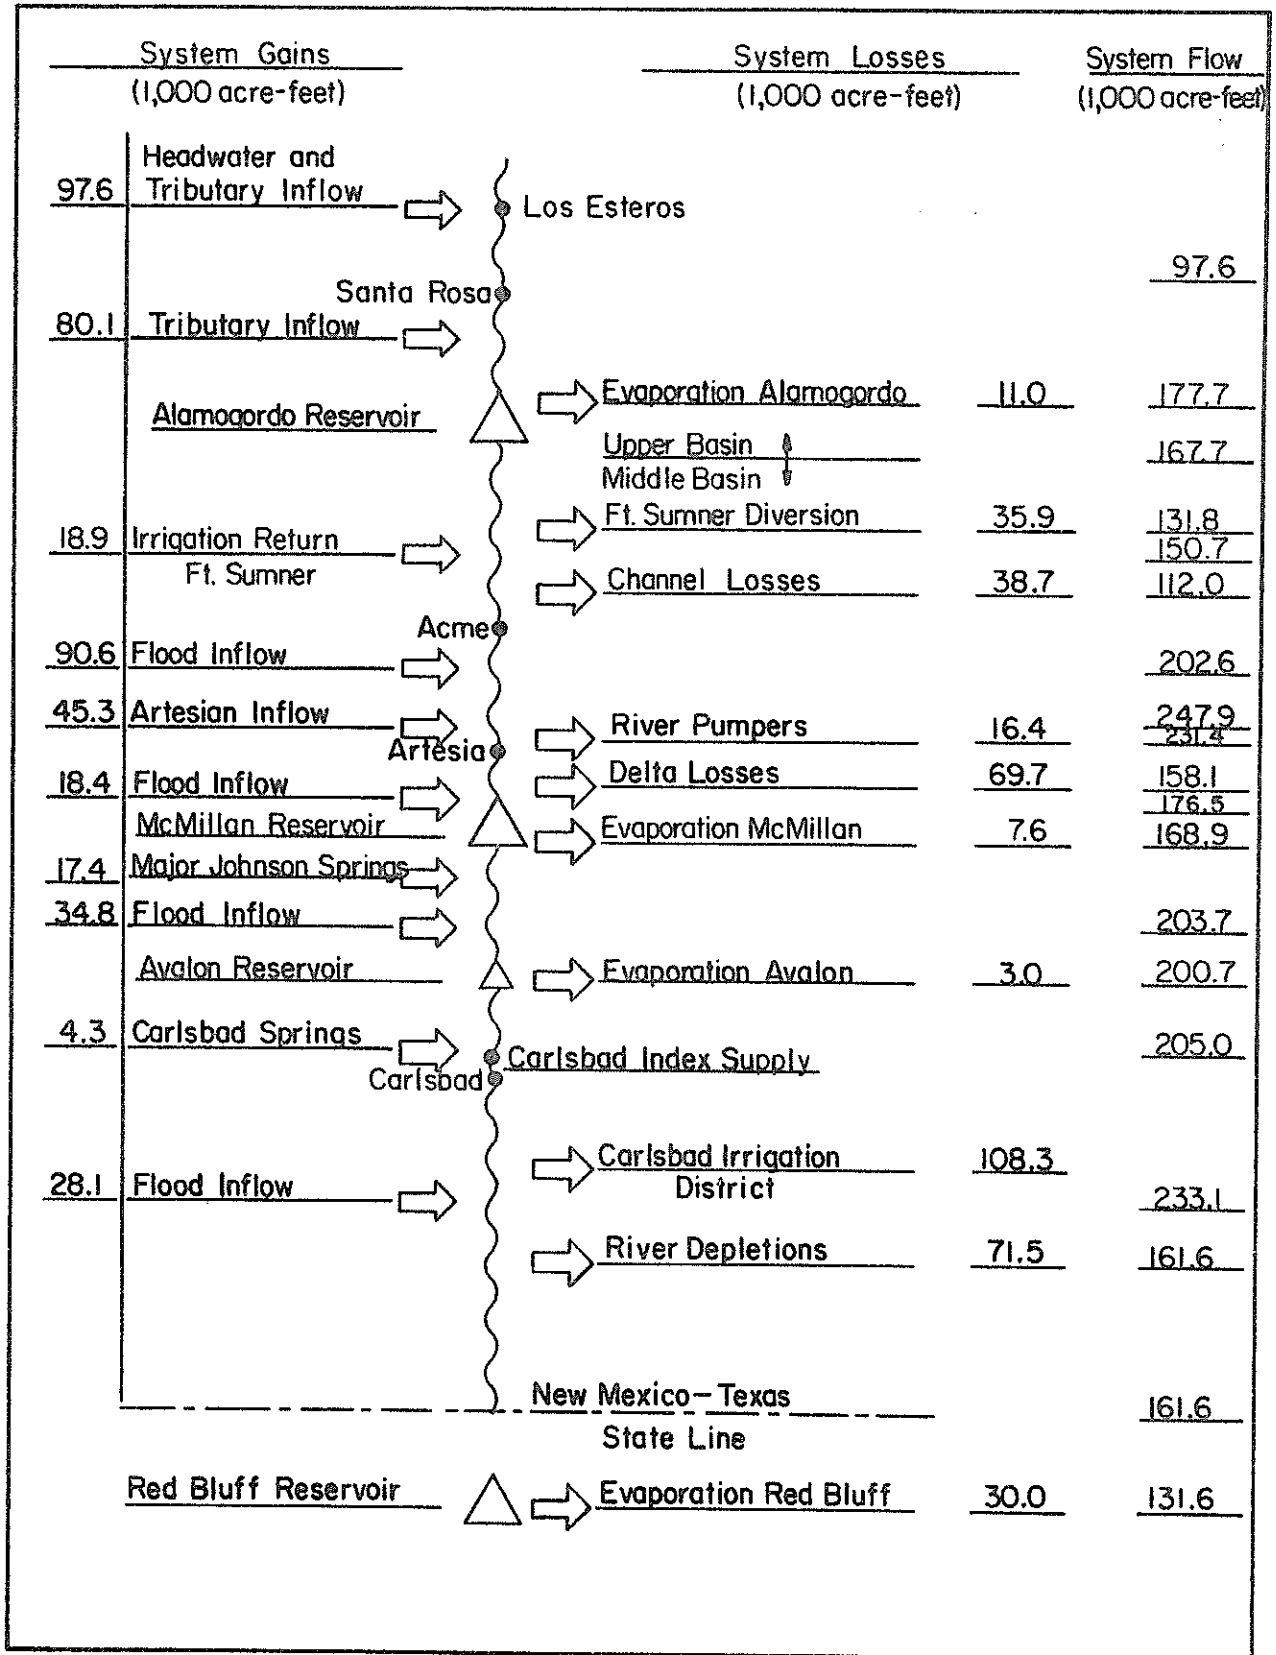 System Gains System Losses System Flow
(1,000 acre-feet) (1,000 acre-feet) (1,000 acre-feet)
Headwater and
97.6 Tributary Inflow Los Esteros
97.6
Santa Rosa
80.1 Tributary Inflow
Evaporation Alamogordo 11.0 177.7
Alamogordo Reservoir
Upper Basin 167.7
Middle Basin
Ft. Sumner Diversion 35.9 131.8
18.9 Irrigation Return 150.7
Ft. Sumner
Channel Losses 38.7 112.0
Acme
90.6 Flood Inflow 202.6
45.3 Artesian Inflow 247.9
River Pumpers 16.4 231.4
Artesia
18.4 Flood Inflow Delta Losses 69.7 158.1
176.5
McMillan Reservoir Evaporation McMillan 7.6 168.9
17.4 Major Johnson Springs
34.8 Flood Inflow 203.7
Avalon Reservoir Evaporation Avalon 3.0 200.7
4.3 Carlsbad Springs 205.0
Carlsbad Index Supply
Carlsbad
Carlsbad Irrigation 108.3
District
28.1 Flood Inflow 233.1
River Depletions 71.5 161.6
New Mexico-Texas 161.6
State Line
Red Bluff Reservoir Evaporation Red Bluff 30.0 131.6